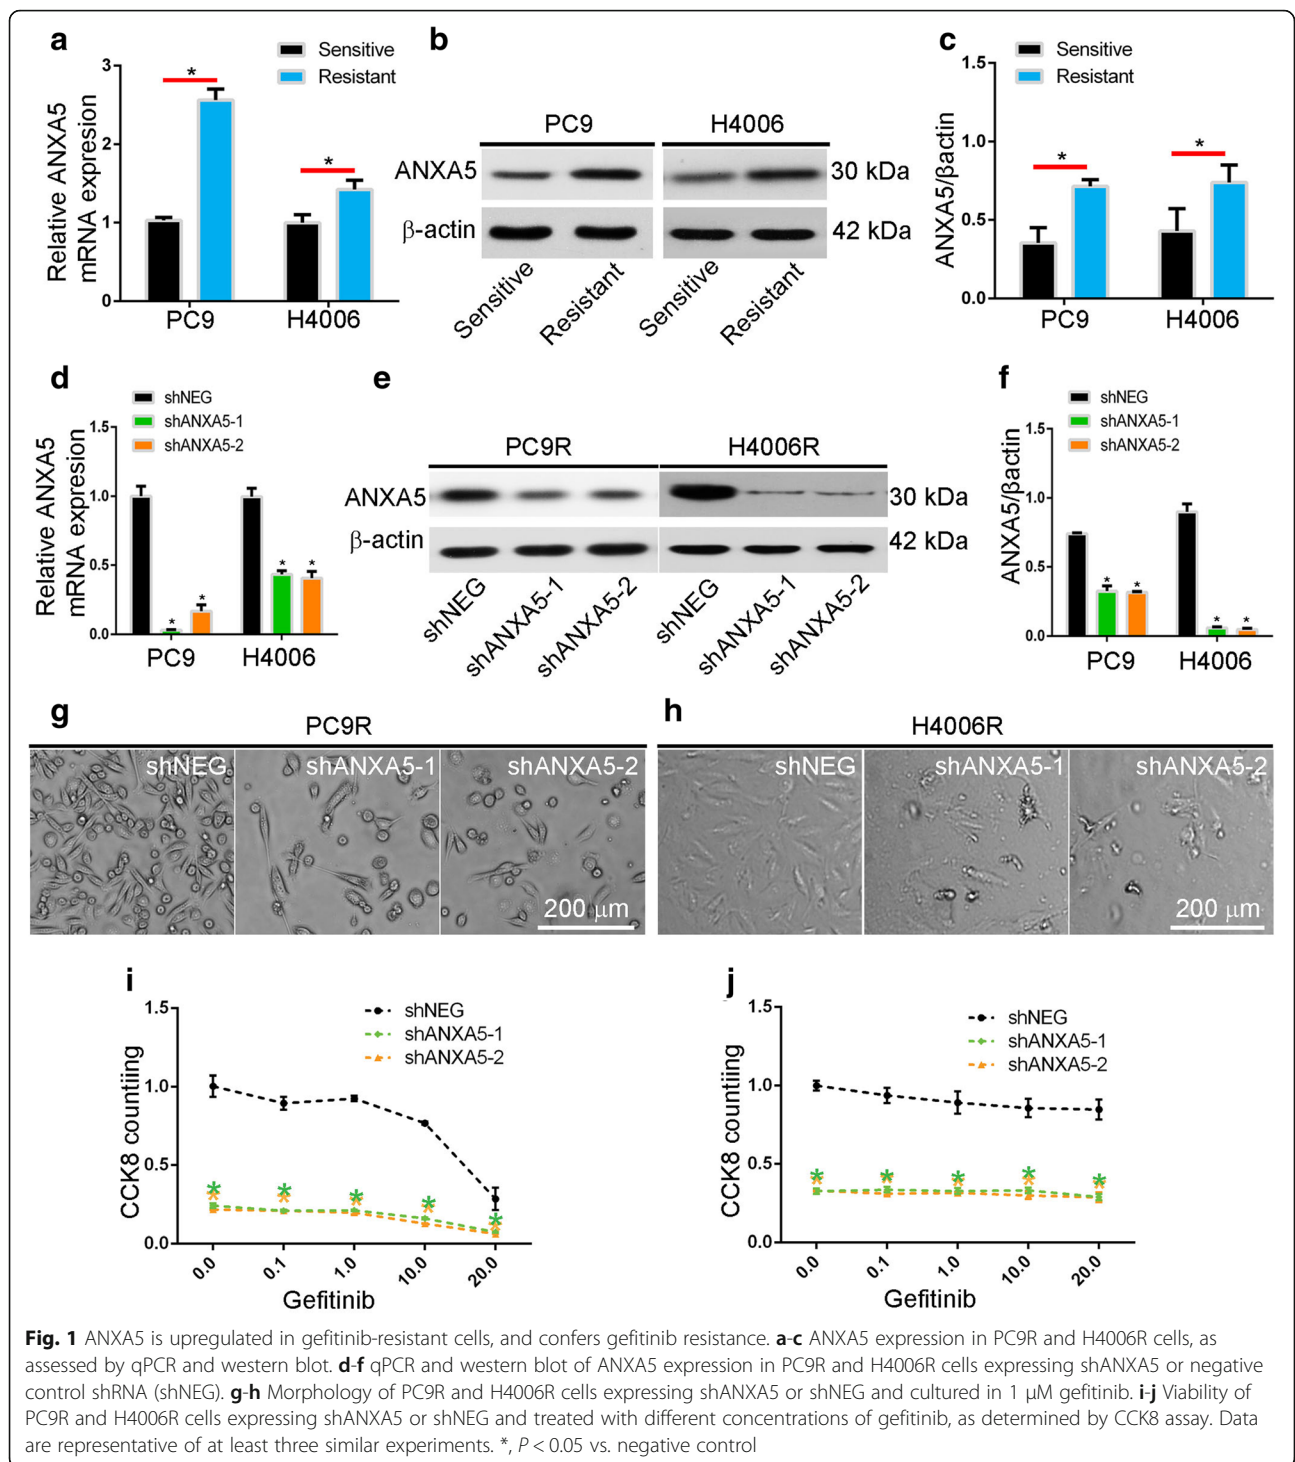 a
Sensitive
Resistant
Relative ANXA5
mRNA expresion
3
2
1
0
*
*
PC9
H4006
b
PC9
H4006
ANXA5
30 kDa
β-actin
42 kDa
Sensitive
Resistant
Sensitive
Resistant
c
Sensitive
Resistant
ANXA5/βactin
1.5
1.0
0.5
0.0
*
*
PC9
H4006
d
shNEG
shANXA5-1
shANXA5-2
Relative ANXA5
mRNA expresion
1.5
1.0
0.5
0.0
*
*
*
*
PC9
H4006
e
PC9R
H4006R
ANXA5
30 kDa
β-actin
42 kDa
shNEG
shANXA5-1
shANXA5-2
shNEG
shANXA5-1
shANXA5-2
f
shNEG
shANXA5-1
shANXA5-2
ANXA5/βactin
1.5
1.0
0.5
0.0
*
*
*
*
PC9
H4006
g
PC9R
shNEG
shANXA5-1
shANXA5-2
200 μm
h
H4006R
shNEG
shANXA5-1
shANXA5-2
200 μm
i
shNEG
shANXA5-1
shANXA5-2
CCK8 countiing
1.5
1.0
0.5
0.0
* * * * *
* * * * *
0.0 0.1 1.0 10.0 20.0
Gefitinib
j
shNEG
shANXA5-1
shANXA5-2
CCK8 counting
1.5
1.0
0.5
0.0
* * * * *
* * * * *
0.0 0.1 1.0 10.0 20.0
Gefitinib
Fig. 1 ANXA5 is upregulated in gefitinib-resistant cells, and confers gefitinib resistance. a-c ANXA5 expression in PC9R and H4006R cells, as
assessed by qPCR and western blot. d-f qPCR and western blot of ANXA5 expression in PC9R and H4006R cells expressing shANXA5 or negative
control shRNA (shNEG). g-h Morphology of PC9R and H4006R cells expressing shANXA5 or shNEG and cultured in 1 μM gefitinib. i-j Viability of
PC9R and H4006R cells expressing shANXA5 or shNEG and treated with different concentrations of gefitinib, as determined by CCK8 assay. Data
are representative of at least three similar experiments. *, P < 0.05 vs. negative control